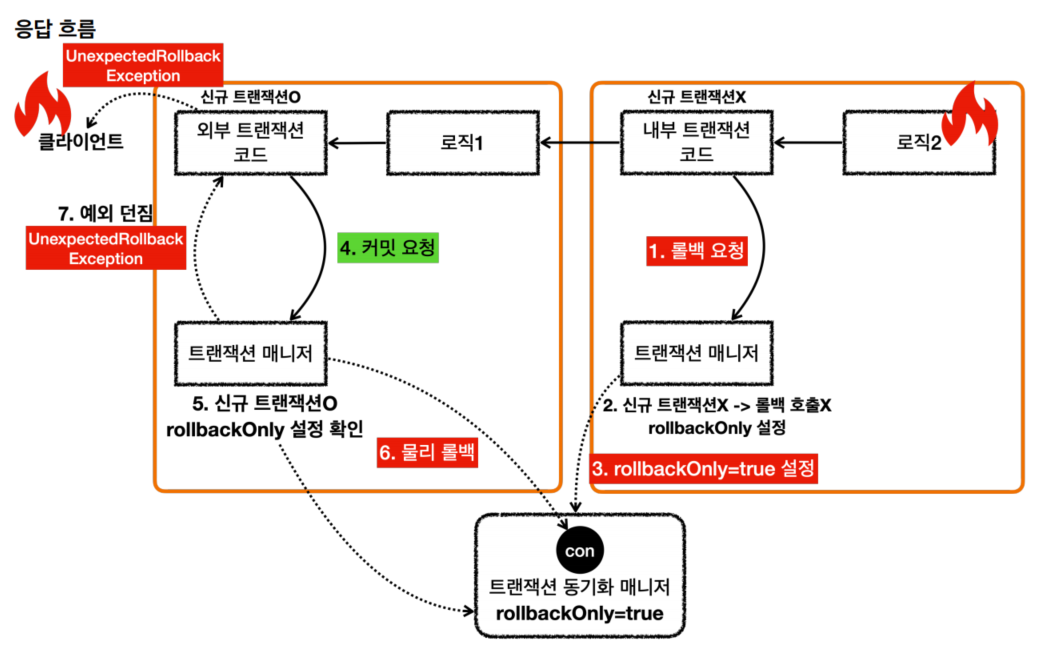 응답 흐름
UnexpectedRollback
Exception
클라이언트
신규 트랜잭션O
외부 트랜잭션
코드
로직1
신규 트랜잭션X
내부 트랜잭션
코드
로직2
7. 예외 던짐
UnexpectedRollback
Exception
4. 커밋 요청
1. 롤백 요청
트랜잭션 매니저
트랜잭션 매니저
5. 신규 트랜잭션O
rollbackOnly 설정 확인
2. 신규 트랜잭션X -> 롤백 호출X
rollbackOnly 설정
6. 물리 롤백
3. rollbackOnly=true 설정
con
트랜잭션 동기화 매니저
rollbackOnly=true